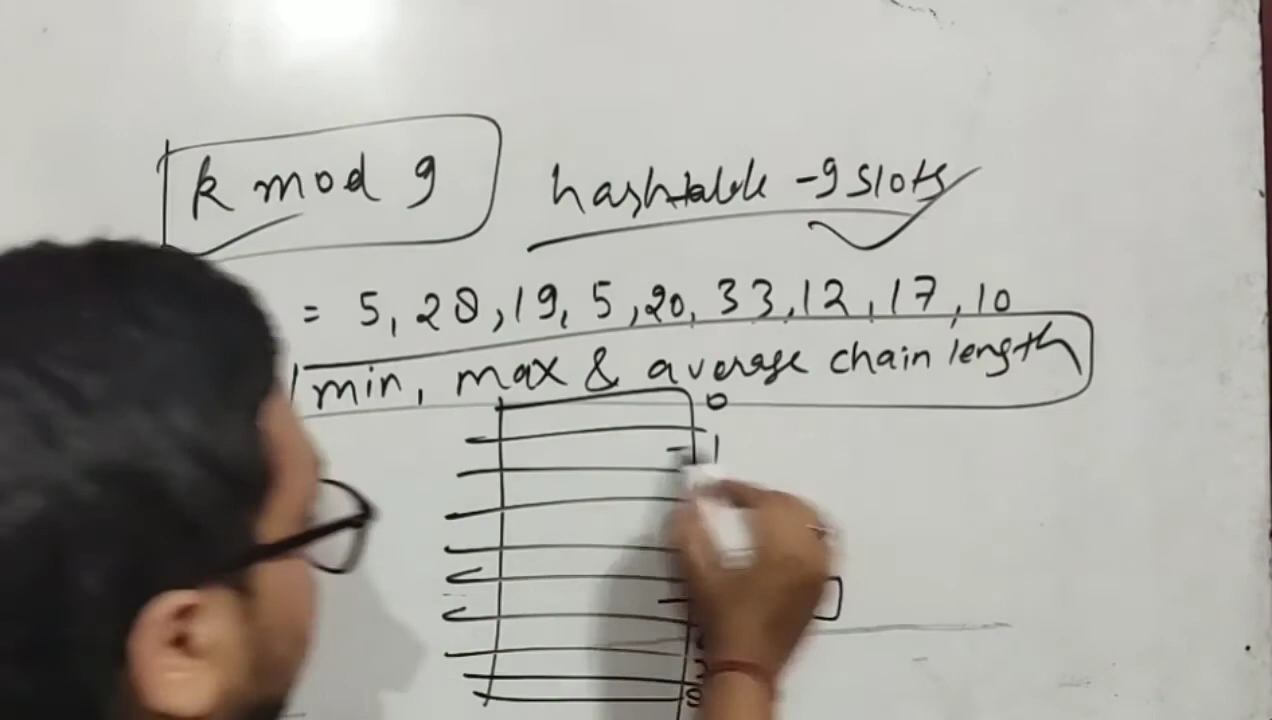 k mod 9
hashtable - 9 slots
= 5, 28, 19, 5, 20, 33, 12, 17, 10
min, max & average chain length
0
1
8